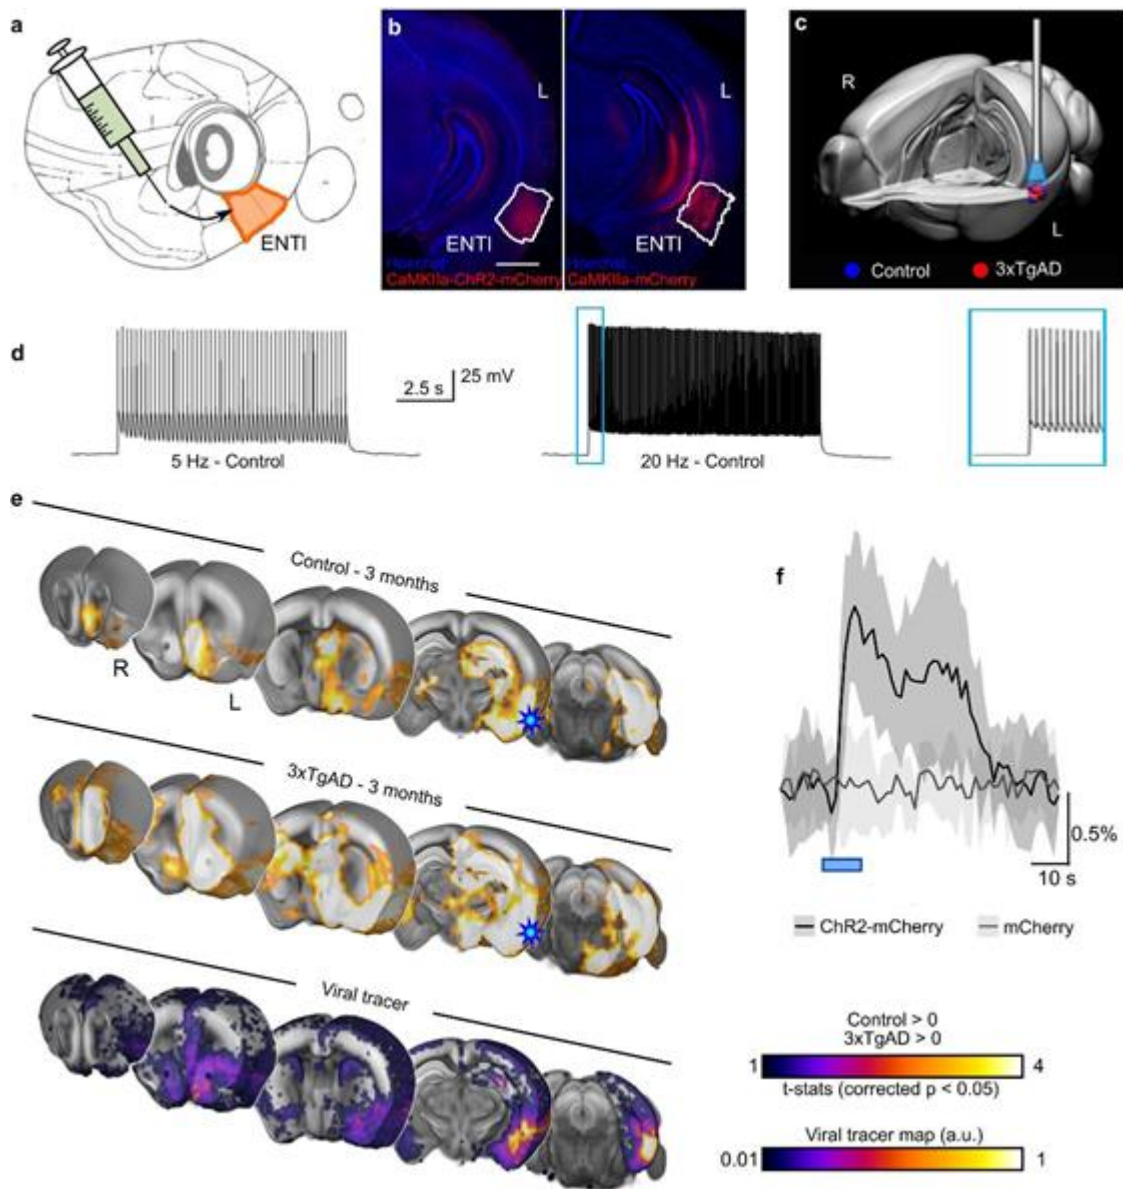 a
ENTl
b
L
L
ENTl
ENTl
Hoechst
Hoechst
CaMKIIa-ChR2-mCherry
CaMKIIa-mCherry
c
R
L
Control
3xTgAD
d
2.5 s
25 mV
5 Hz - Control
20 Hz - Control
e
Control - 3 months
R
L
3xTgAD - 3 months
Viral tracer
f
0.5%
10 s
ChR2-mCherry
mCherry
Control > 0
3xTgAD > 0
1
4
t-stats (corrected p < 0.05)
Viral tracer map (a.u.)
0.01
1